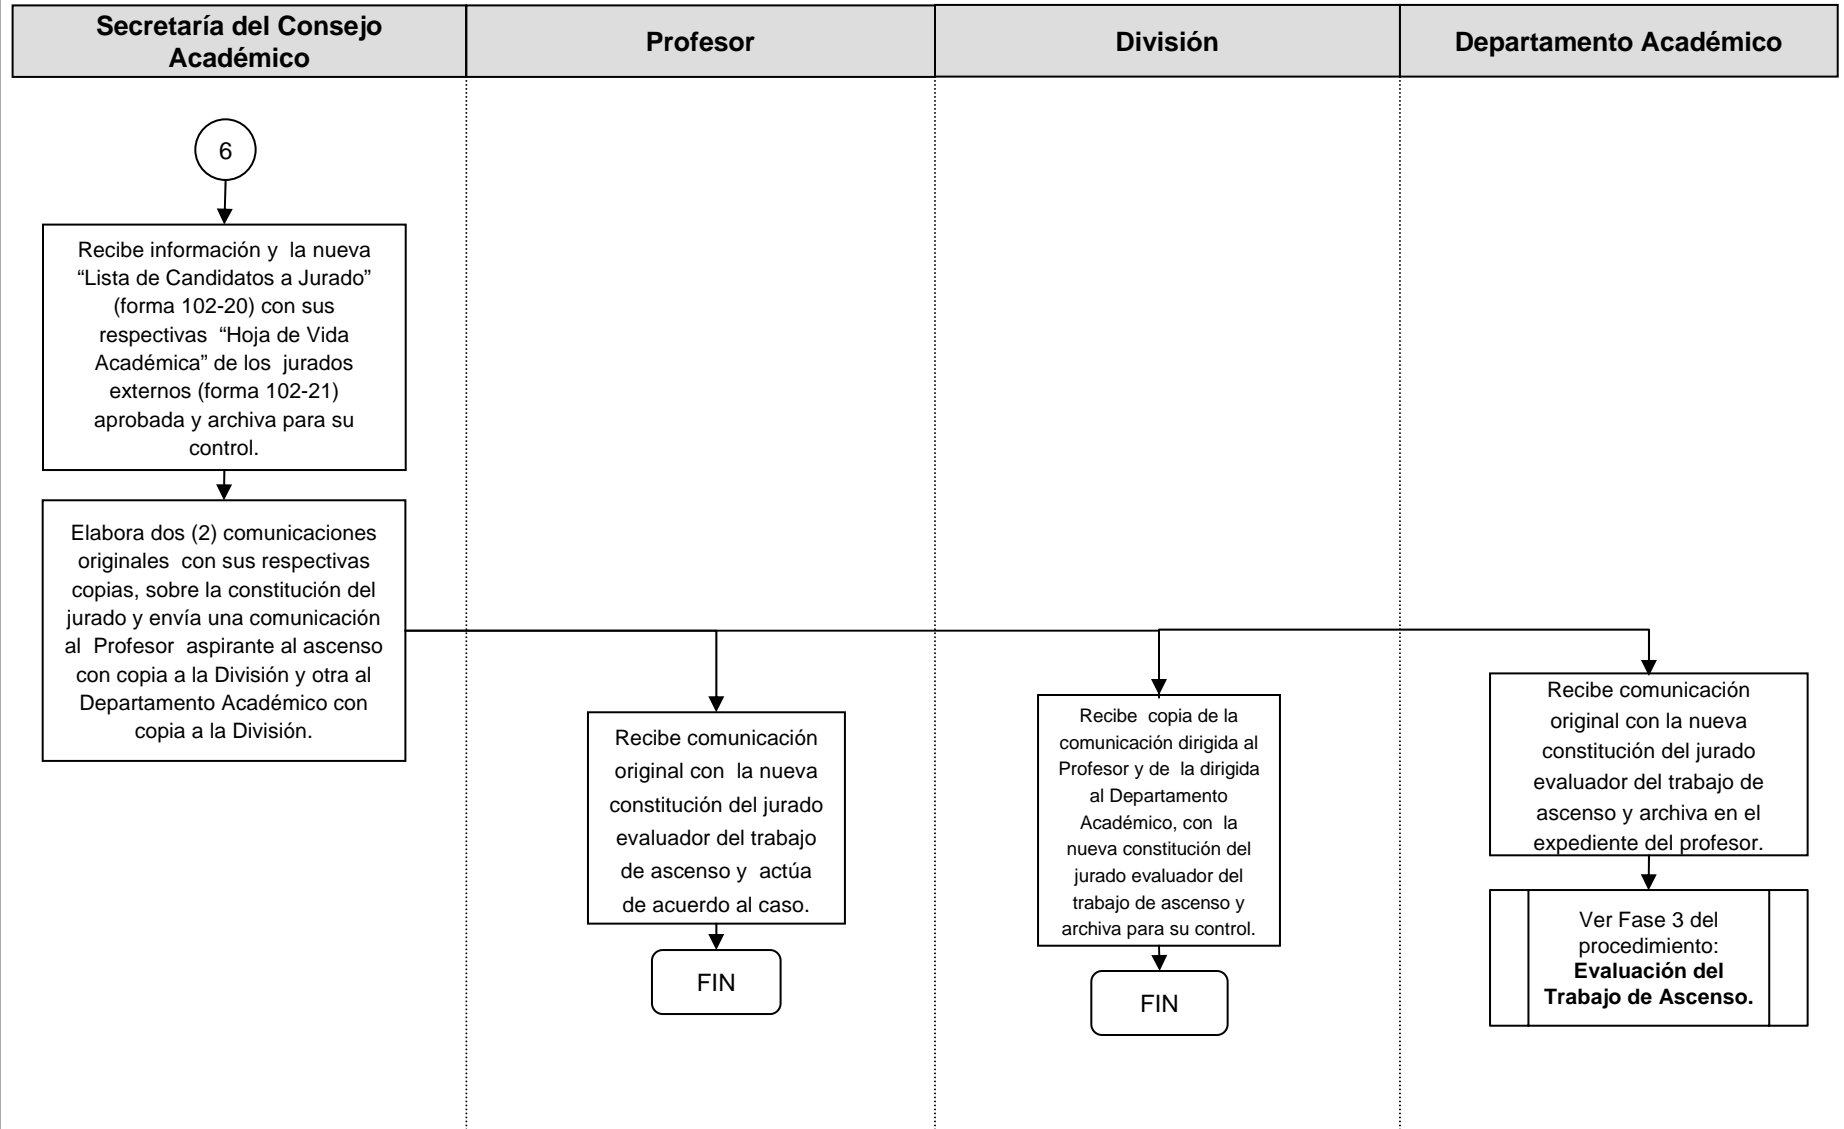 Secretaría del Consejo
Académico
Profesor
División
Departamento Académico
6
Recibe información y la nueva
“Lista de Candidatos a Jurado”
(forma 102-20) con sus
respectivas “Hoja de Vida
Académica” de los jurados
externos (forma 102-21)
aprobada y archiva para su
control.
Elabora dos (2) comunicaciones
originales con sus respectivas
copias, sobre la constitución del
jurado y envía una comunicación
al Profesor aspirante al ascenso
con copia a la División y otra al
Departamento Académico con
copia a la División.
Recibe comunicación
original con la nueva
constitución del jurado
evaluador del trabajo
de ascenso y actúa
de acuerdo al caso.
FIN
Recibe copia de la
comunicación dirigida al
Profesor y de la dirigida
al Departamento
Académico, con la
nueva constitución del
jurado evaluador del
trabajo de ascenso y
archiva para su control.
FIN
Recibe comunicación
original con la nueva
constitución del jurado
evaluador del trabajo de
ascenso y archiva en el
expediente del profesor.
Ver Fase 3 del
procedimiento:
Evaluación del
Trabajo de Ascenso.